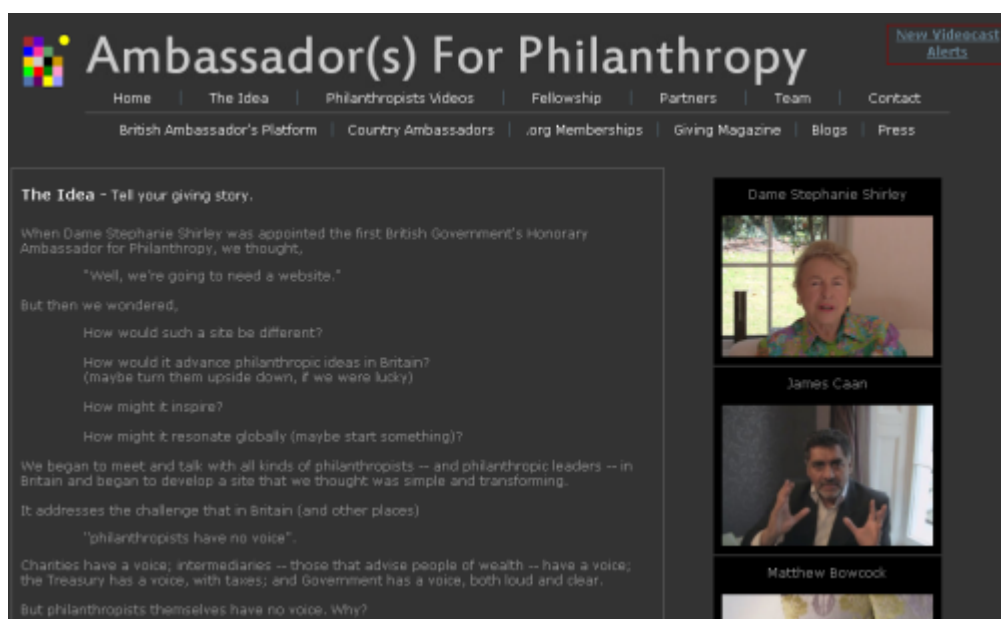 Ambassador(s) For Philanthropy
New Videocast
Alerts
Home | The Idea | Philanthropists Videos | Fellowship | Partners | Team | Contact
British Ambassador's Platform | Country Ambassadors | .org Memberships | Giving Magazine | Blogs | Press
The Idea - Tell your giving story.
When Dame Stephanie Shirley was appointed the first British Government's Honorary
Ambassador for Philanthropy, we thought,
"Well, we're going to need a website."
But then we wondered,
How would such a site be different?
How would it advance philanthropic ideas in Britain?
(maybe turn them upside down, if we were lucky)
How might it inspire?
How might it resonate globally (maybe start something)?
We began to meet and talk with all kinds of philanthropists -- and philanthropic leaders -- in
Britain and began to develop a site that we thought was simple and transforming.
It addresses the challenge that in Britain (and other places)
"philanthropists have no voice".
Charities have a voice; intermediaries -- those that advise people of wealth -- have a voice;
the Treasury has a voice, with taxes; and Government has a voice, both loud and clear.
But philanthropists themselves have no voice. Why?
Dame Stephanie Shirley
James Caan
Matthew Bowcock